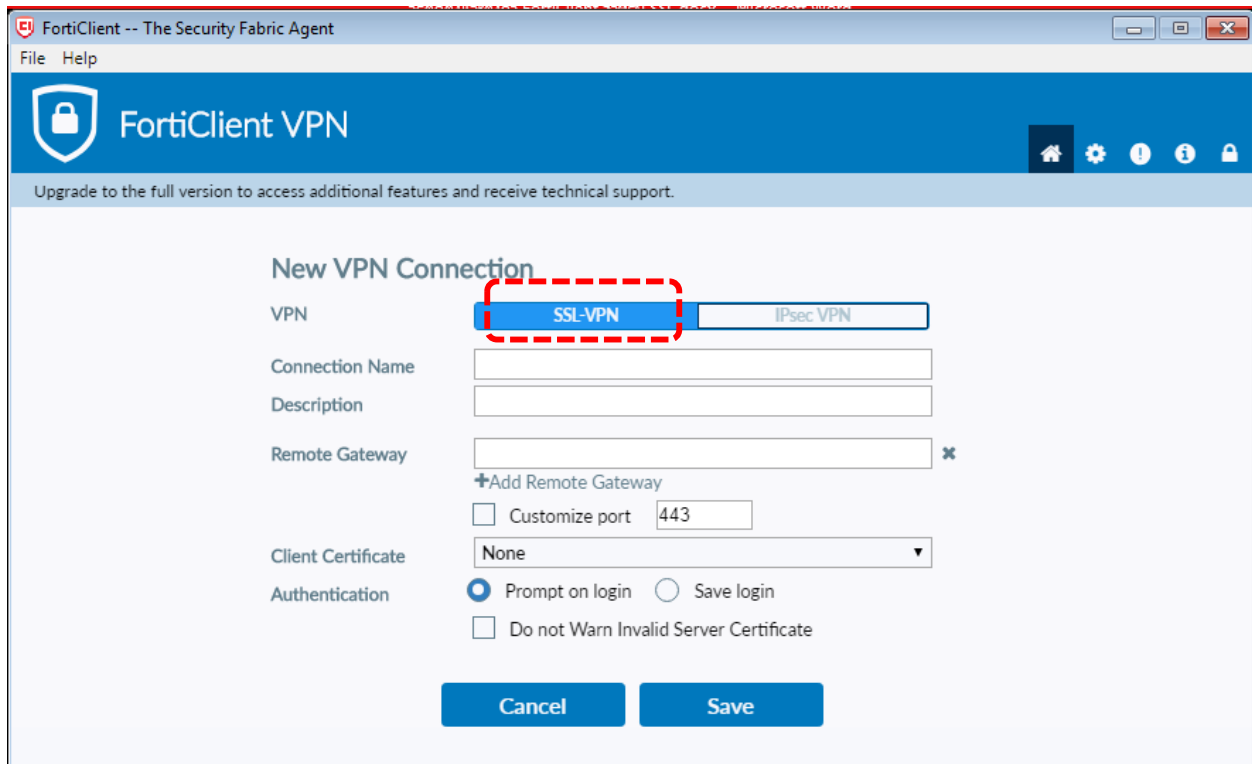 FortiClient -- The Security Fabric Agent
File Help
FortiClient VPN
Upgrade to the full version to access additional features and receive technical support.
New VPN Connection
VPN SSL-VPN IPsec VPN
Connection Name
Description
Remote Gateway
+Add Remote Gateway
Customize port 443
Client Certificate None
Authentication Prompt on login Save login
Do not Warn Invalid Server Certificate
Cancel Save